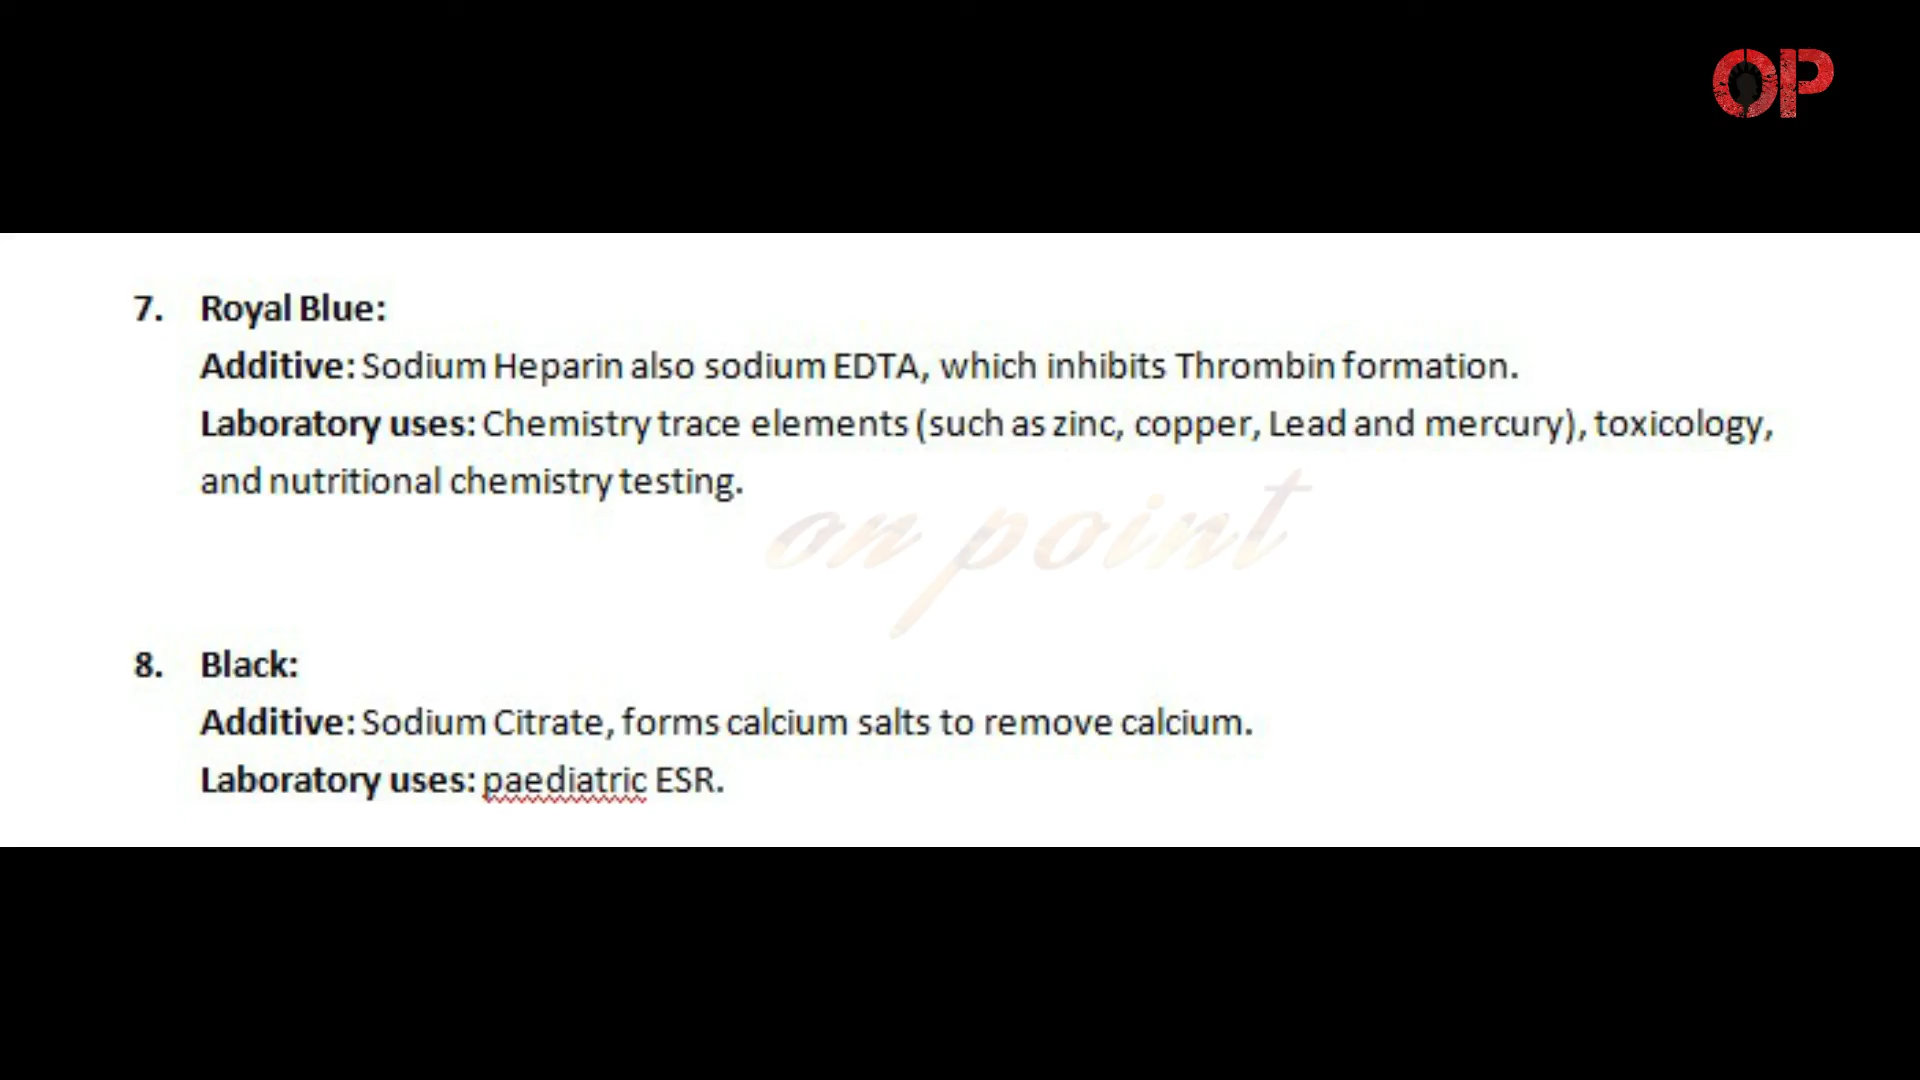 OP
7. Royal Blue:
Additive: Sodium Heparin also sodium EDTA, which inhibits Thrombin formation.
Laboratory uses: Chemistry trace elements (such as zinc, copper, Lead and mercury), toxicology,
and nutritional chemistry testing.
on point
8. Black:
Additive: Sodium Citrate, forms calcium salts to remove calcium.
Laboratory uses: paediatric ESR.